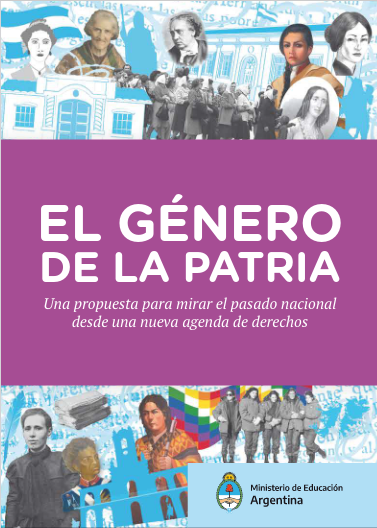 EL GÉNERO
DE LA PATRIA
Una propuesta para mirar el pasado nacional
desde una nueva agenda de derechos
Ministerio de Educación
Argentina